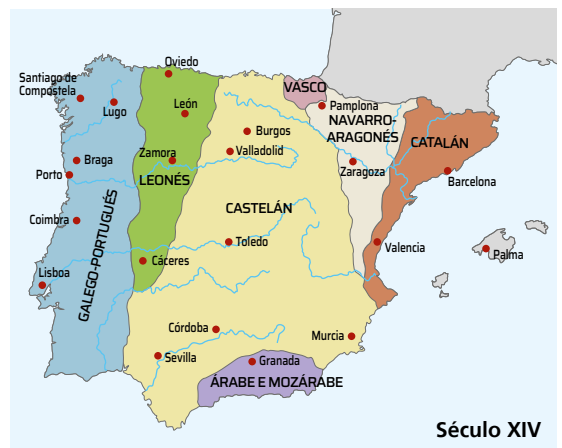 Oviedo
Santiago de
Compostela
Lugo
León
VASCO
Pamplona
NAVARRO-
ARAGONÉS
CATALÁN
Burgos
Valladolid
Braga
Zamora
Porto
LEONÉS
Zaragoza
Barcelona
CASTELÁN
Coimbra
GALEGO-PORTUGUÉS
Toledo
Valencia
Palma
Cáceres
Lisboa
Córdoba
Murcia
Sevilla
Granada
ÁRABE E MOZÁRABE
Século XIV